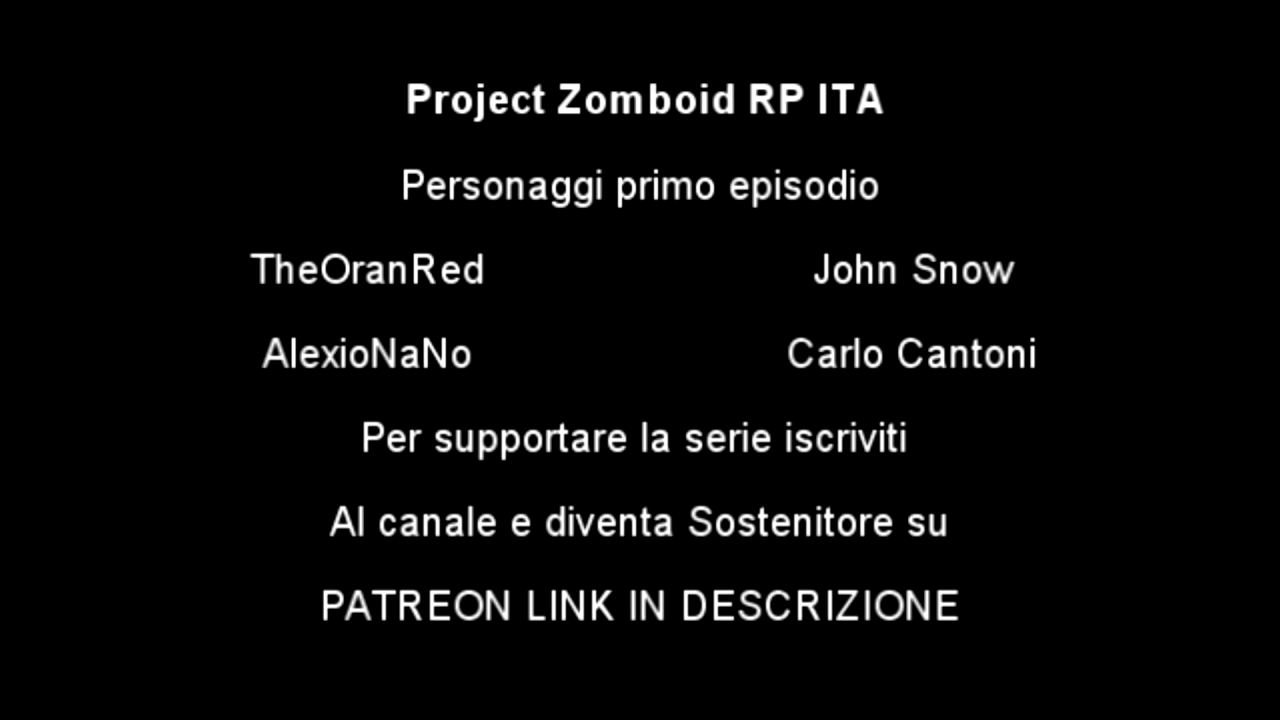 Project Zomboid RP ITA
Personaggi primo episodio
TheOranRed John Snow
AlexioNaNo Carlo Cantoni
Per supportare la serie iscriviti
Al canale e diventa Sostenitore su
PATREON LINK IN DESCRIZIONE